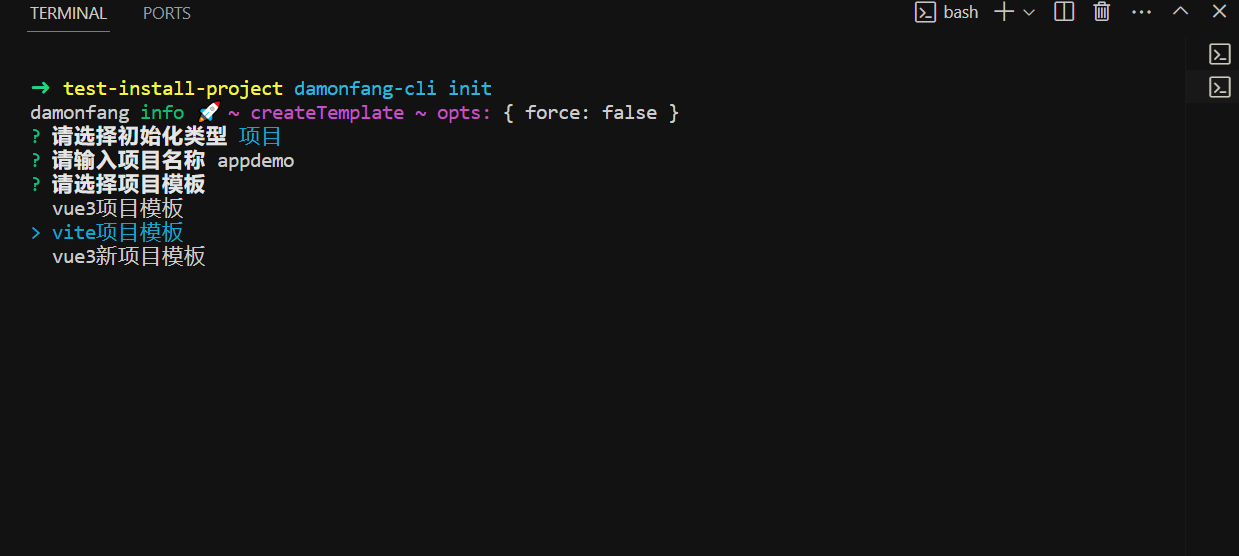 TERMINAL PORTS bash
➜ test-install-project damonfang-cli init
damonfang info 🚀 ~ createTemplate ~ opts: { force: false }
? 请选择初始化类型 项目
? 请输入项目名称 appdemo
? 请选择项目模板
vue3项目模板
> vite项目模板
vue3新项目模板